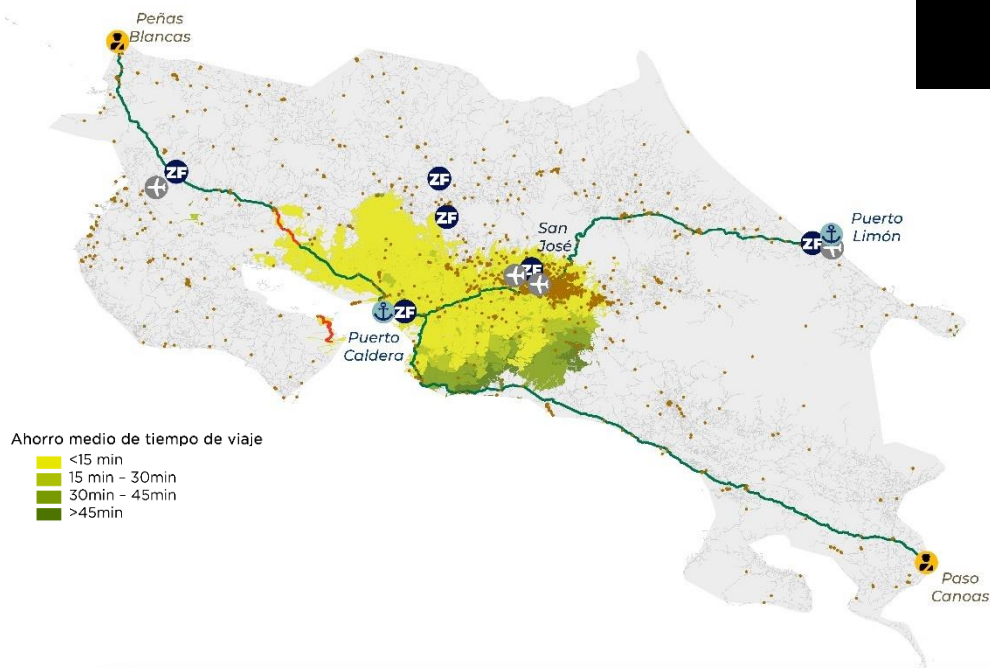 Peñas
Blancas
ZF
ZF
ZF
San
José
Puerto
Limón
ZF
ZF
ZF
Puerto
Caldera
Ahorro medio de tiempo de viaje
<15 min
15 min – 30min
30min – 45min
>45min
Paso
Canoas